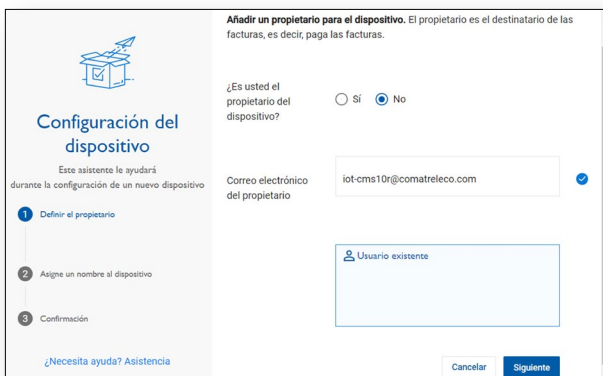 Añadir un propietario para el dispositivo. El propietario es el destinatario de las
facturas, es decir, paga las facturas.
¿Es usted el
propietario del
dispositivo?
Sí
No
Configuración del
dispositivo
Este asistente le ayudará
durante la configuración de un nuevo dispositivo
Correo electrónico
del propietario
iot-cms10r@comatreleco.com
1 Definir el propietario
Usuario existente
2 Asigne un nombre al dispositivo
3 Confirmación
¿Necesita ayuda? Asistencia
Cancelar
Siguiente